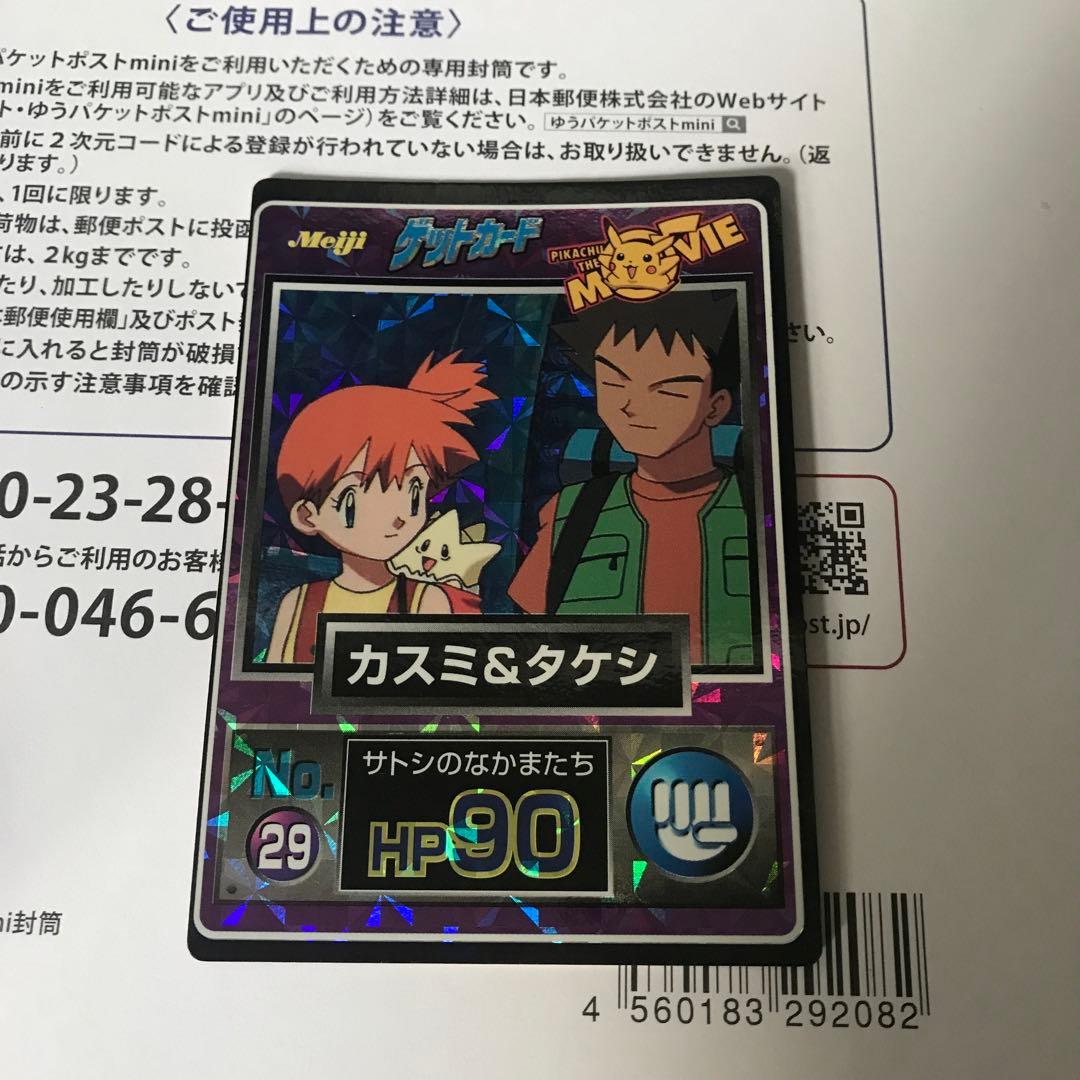 〈ご使用上の注意〉
パケットポストminiをご利用いただくための専用封筒です。
miniをご利用可能なアプリ及びご利用方法詳細は、日本郵便株式会社のWebサイト
ト・ゆうパケットポストmini」のページ)をご覧ください。 ゆうパケットポストmini
前に2次元コードによる登録が行われていない場合は、お取り扱いできません。(返
ります。)
、1回に限ります。
荷物は、郵便ポストに投函
ては、2kgまでです。
たり、加工したりしないで
本郵便使用欄」及びポスト
さい。
に入れると封筒が破損
の示す注意事項を確認
0-23-28-
話からご利用のお客様
0-046-6
st.jp/
ni封筒
4 560183 292082
Meiji ゲットカード
PIKACHU THE MOVIE
カスミ&タケシ
No.
29
サトシのなかまたち
HP90